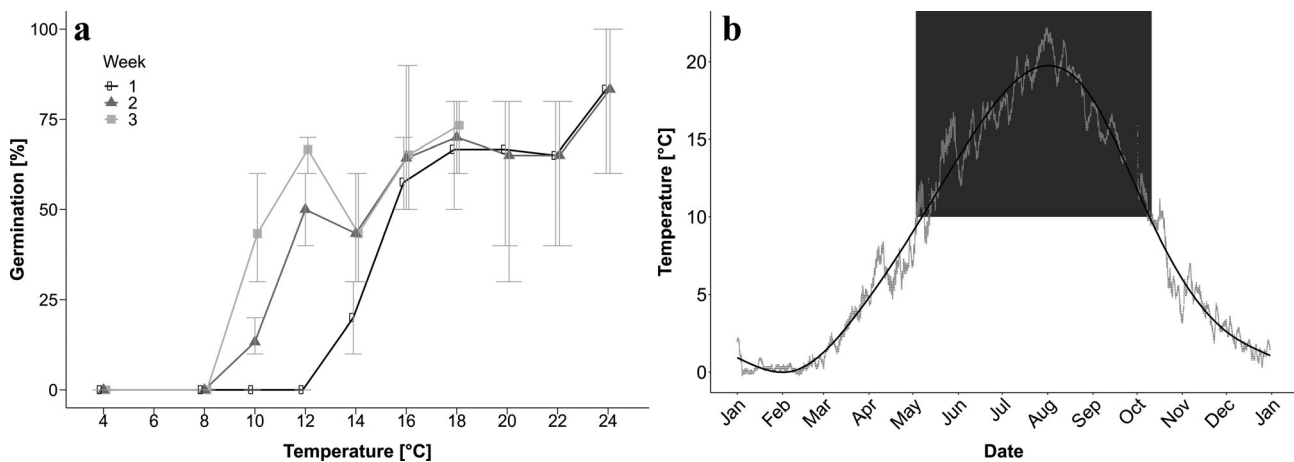 a
Week
1
2
3
100
75
50
25
0
Germination [%]
4 6 8 10 12 14 16 18 20 22 24
Temperature [°C]
b
20
15
10
5
0
Temperature [°C]
Jan Feb Mar Apr May Jun Jul Aug Sep Oct Nov Dec Jan
Date